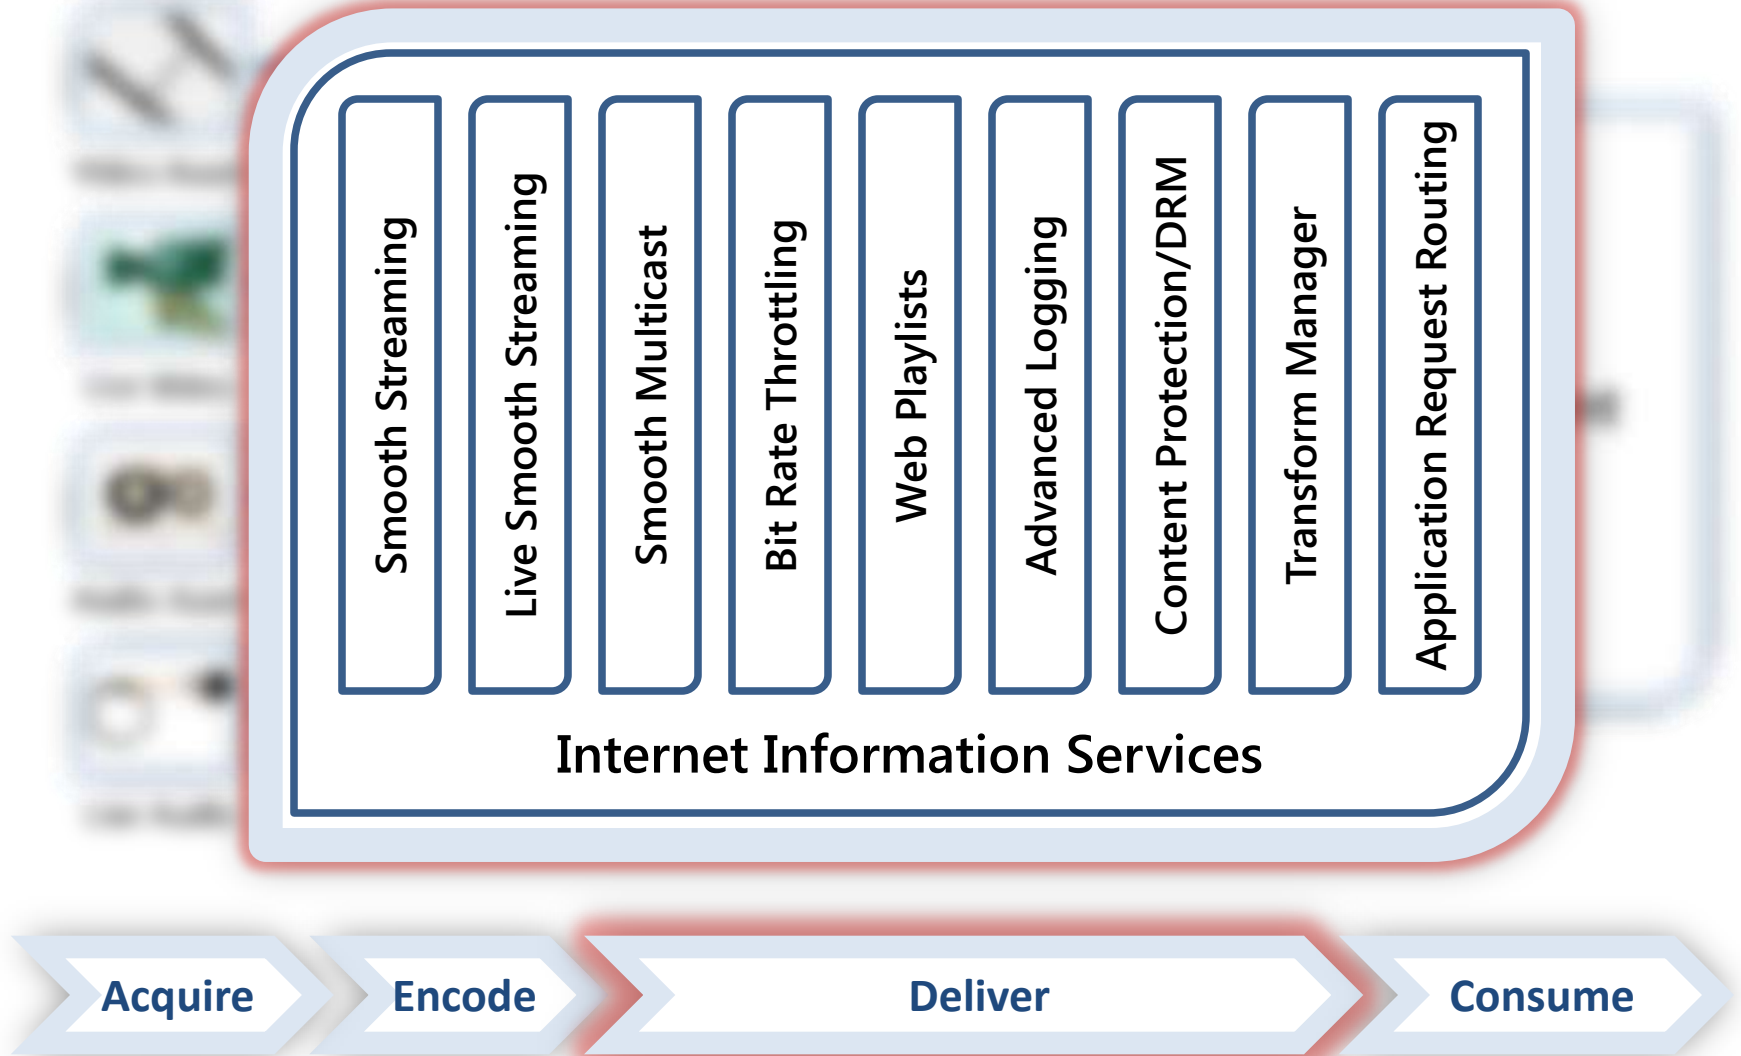 Smooth Streaming
Live Smooth Streaming
Smooth Multicast
Bit Rate Throttling
Web Playlists
Advanced Logging
Content Protection/DRM
Transform Manager
Application Request Routing
Internet Information Services
Acquire
Encode
Deliver
Consume